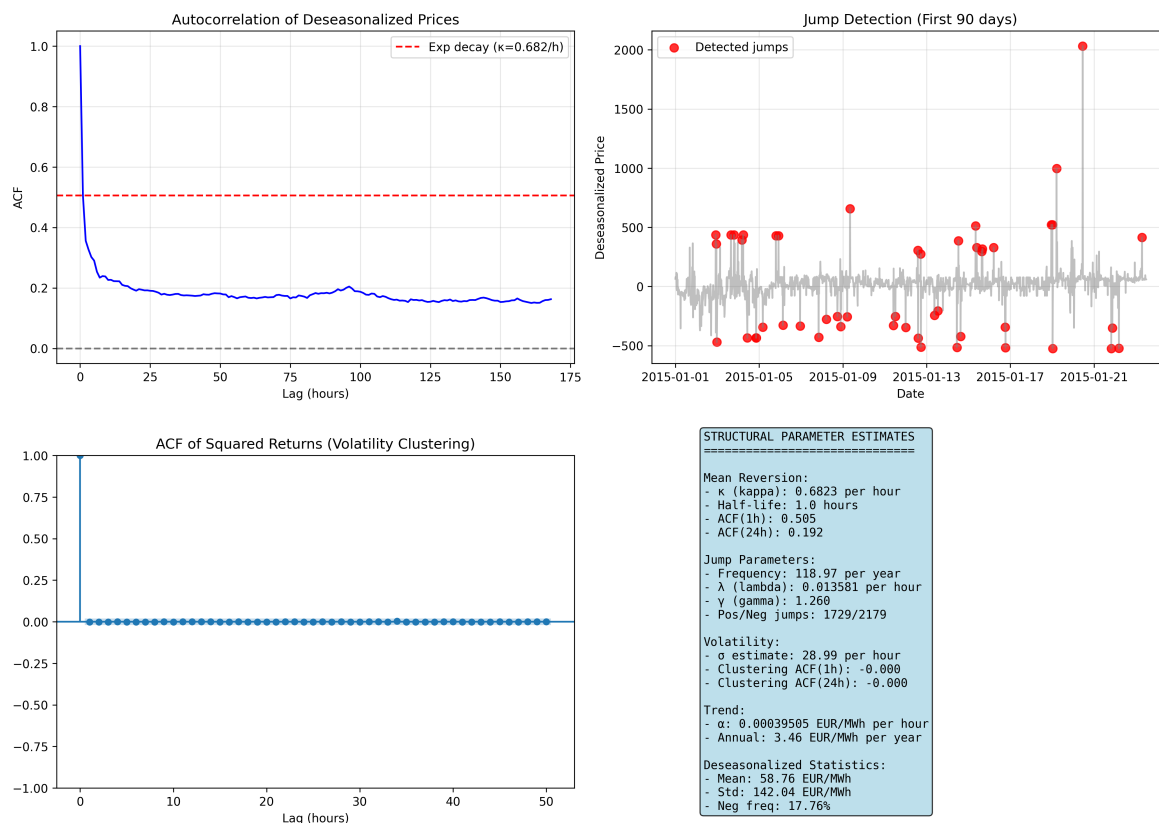 Autocorrelation of Deseasonalized Prices
1.0
0.8
0.6
0.4
0.2
0.0
ACF
Exp decay (κ=0.682/h)
0
25
50
75
100
125
150
175
Lag (hours)
Jump Detection (First 90 days)
2000
1500
1000
500
0
−500
Deseasonalized Price
Detected jumps
2015-01-01
2015-01-05
2015-01-09
2015-01-13
2015-01-17
2015-01-21
Date
ACF of Squared Returns (Volatility Clustering)
1.00
0.75
0.50
0.25
0.00
−0.25
−0.50
−0.75
−1.00
0
10
20
30
40
50
Lag (hours)
STRUCTURAL PARAMETER ESTIMATES
==============================
Mean Reversion:
- κ (kappa): 0.6823 per hour
- Half-life: 1.0 hours
- ACF(1h): 0.505
- ACF(24h): 0.192
Jump Parameters:
- Frequency: 118.97 per year
- λ (lambda): 0.013581 per hour
- γ (gamma): 1.260
- Pos/Neg jumps: 1729/2179
Volatility:
- σ estimate: 28.99 per hour
- Clustering ACF(1h): -0.000
- Clustering ACF(24h): -0.000
Trend:
- α: 0.00039505 EUR/MWh per hour
- Annual: 3.46 EUR/MWh per year
Deseasonalized Statistics:
- Mean: 58.76 EUR/MWh
- Std: 142.04 EUR/MWh
- Neg freq: 17.76%